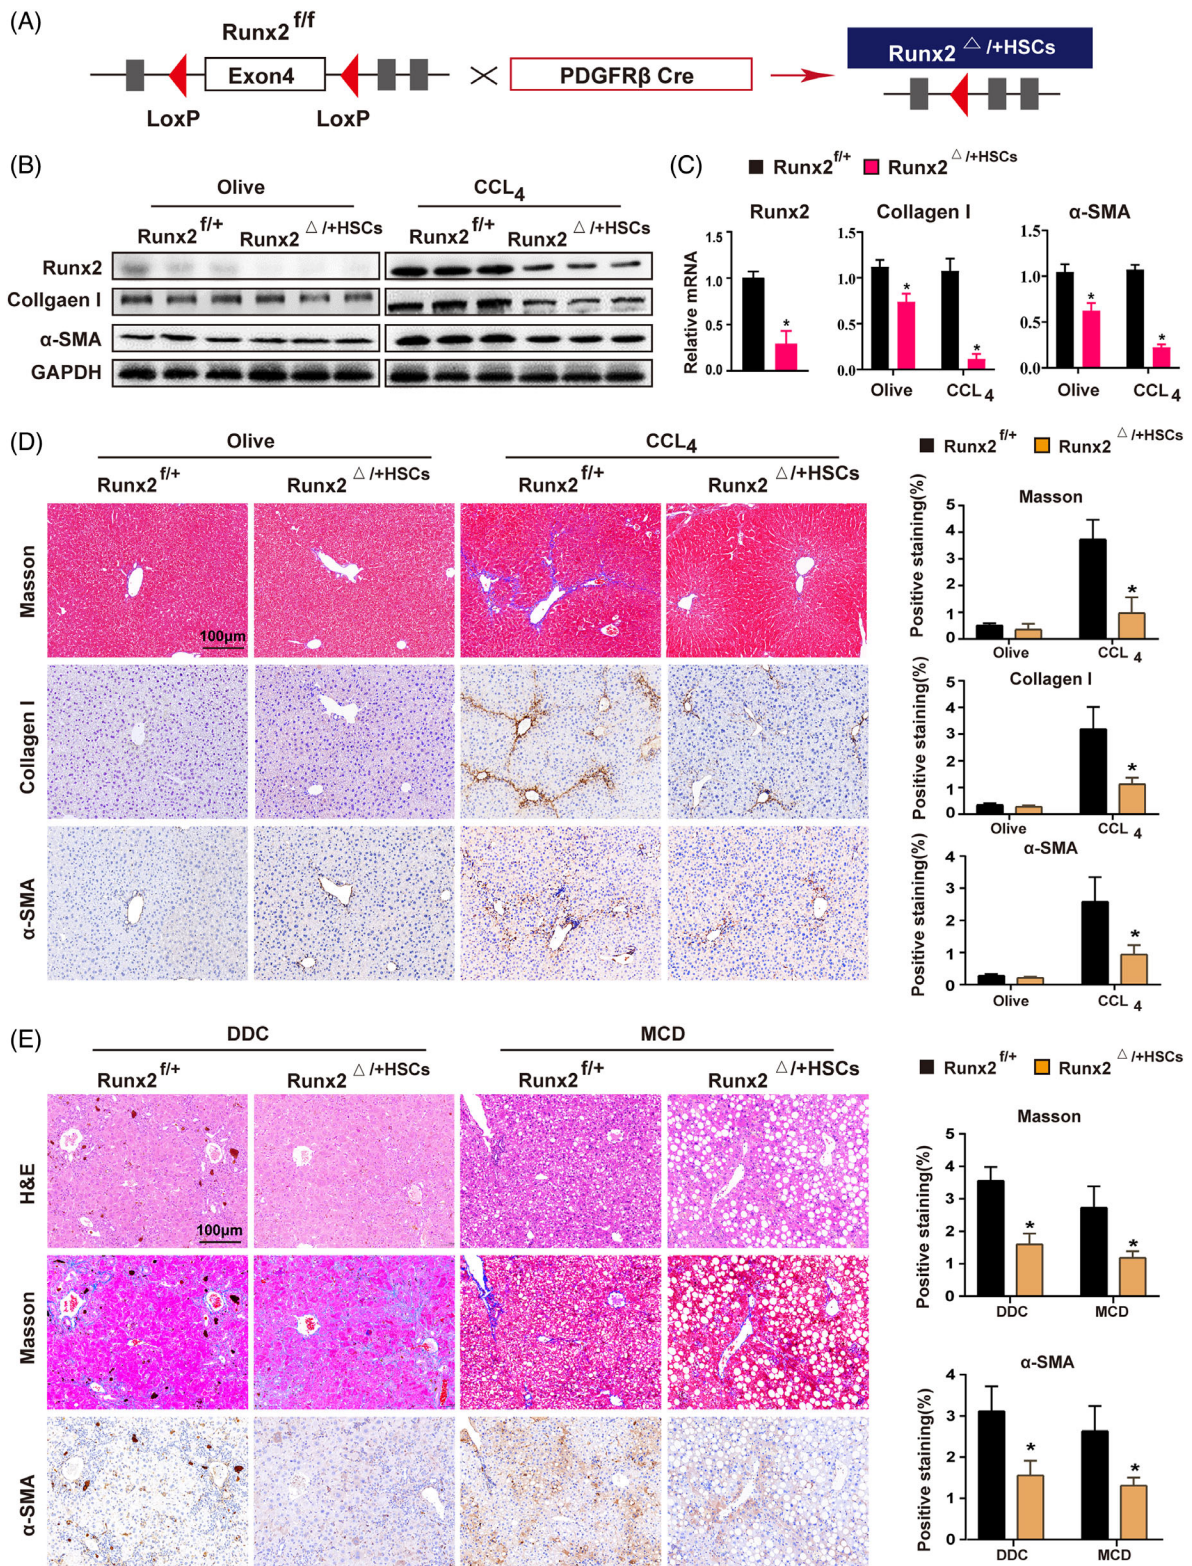 (A)
Runx2 f/f
Exon4
LoxP
LoxP
PDGFRβ Cre
Runx2 △/+HSCs
(B)
Olive
CCL4
Runx2 f/+
Runx2 △/+HSCs
Runx2 f/+
Runx2 △/+HSCs
Runx2
Collgaen I
α-SMA
GAPDH
(C)
Runx2 f/+
Runx2 △/+HSCs
Runx2
Collagen I
α-SMA
Relative mRNA
1.5
1.0
0.5
0.0
*
1.5
1.0
0.5
0.0
*
*
Olive
CCL4
1.5
1.0
0.5
0.0
*
*
Olive
CCL4
(D)
Olive
CCL4
Runx2 f/+
Runx2 △/+HSCs
Runx2 f/+
Runx2 △/+HSCs
Masson
100μm
Collagen I
α-SMA
Runx2 f/+
Runx2 △/+HSCs
Masson
Positive staining(%)
5
4
3
2
1
0
*
Olive
CCL4
Collagen I
Positive staining(%)
5
4
3
2
1
0
*
Olive
CCL4
α-SMA
Positive staining(%)
4
3
2
1
0
*
Olive
CCL4
(E)
DDC
MCD
Runx2 f/+
Runx2 △/+HSCs
Runx2 f/+
Runx2 △/+HSCs
H&E
100μm
Masson
α-SMA
Runx2 f/+
Runx2 △/+HSCs
Masson
Positive staining(%)
5
4
3
2
1
0
*
*
DDC
MCD
α-SMA
Positive staining(%)
4
3
2
1
0
*
*
DDC
MCD